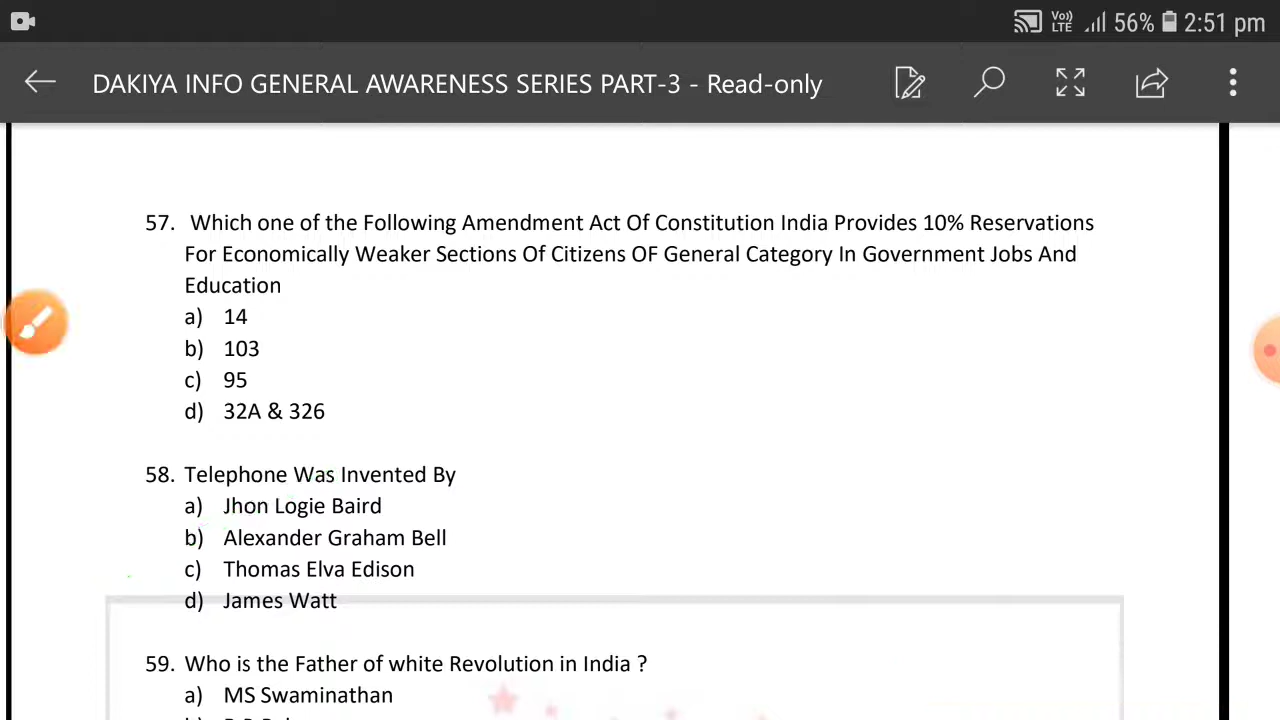 Vo)) LTE 56% 2:51 pm
DAKIYA INFO GENERAL AWARENESS SERIES PART-3 - Read-only
57. Which one of the Following Amendment Act Of Constitution India Provides 10% Reservations
For Economically Weaker Sections Of Citizens OF General Category In Government Jobs And
Education
a) 14
b) 103
c) 95
d) 32A & 326
58. Telephone Was Invented By
a) Jhon Logie Baird
b) Alexander Graham Bell
c) Thomas Elva Edison
d) James Watt
59. Who is the Father of white Revolution in India ?
a) MS Swaminathan